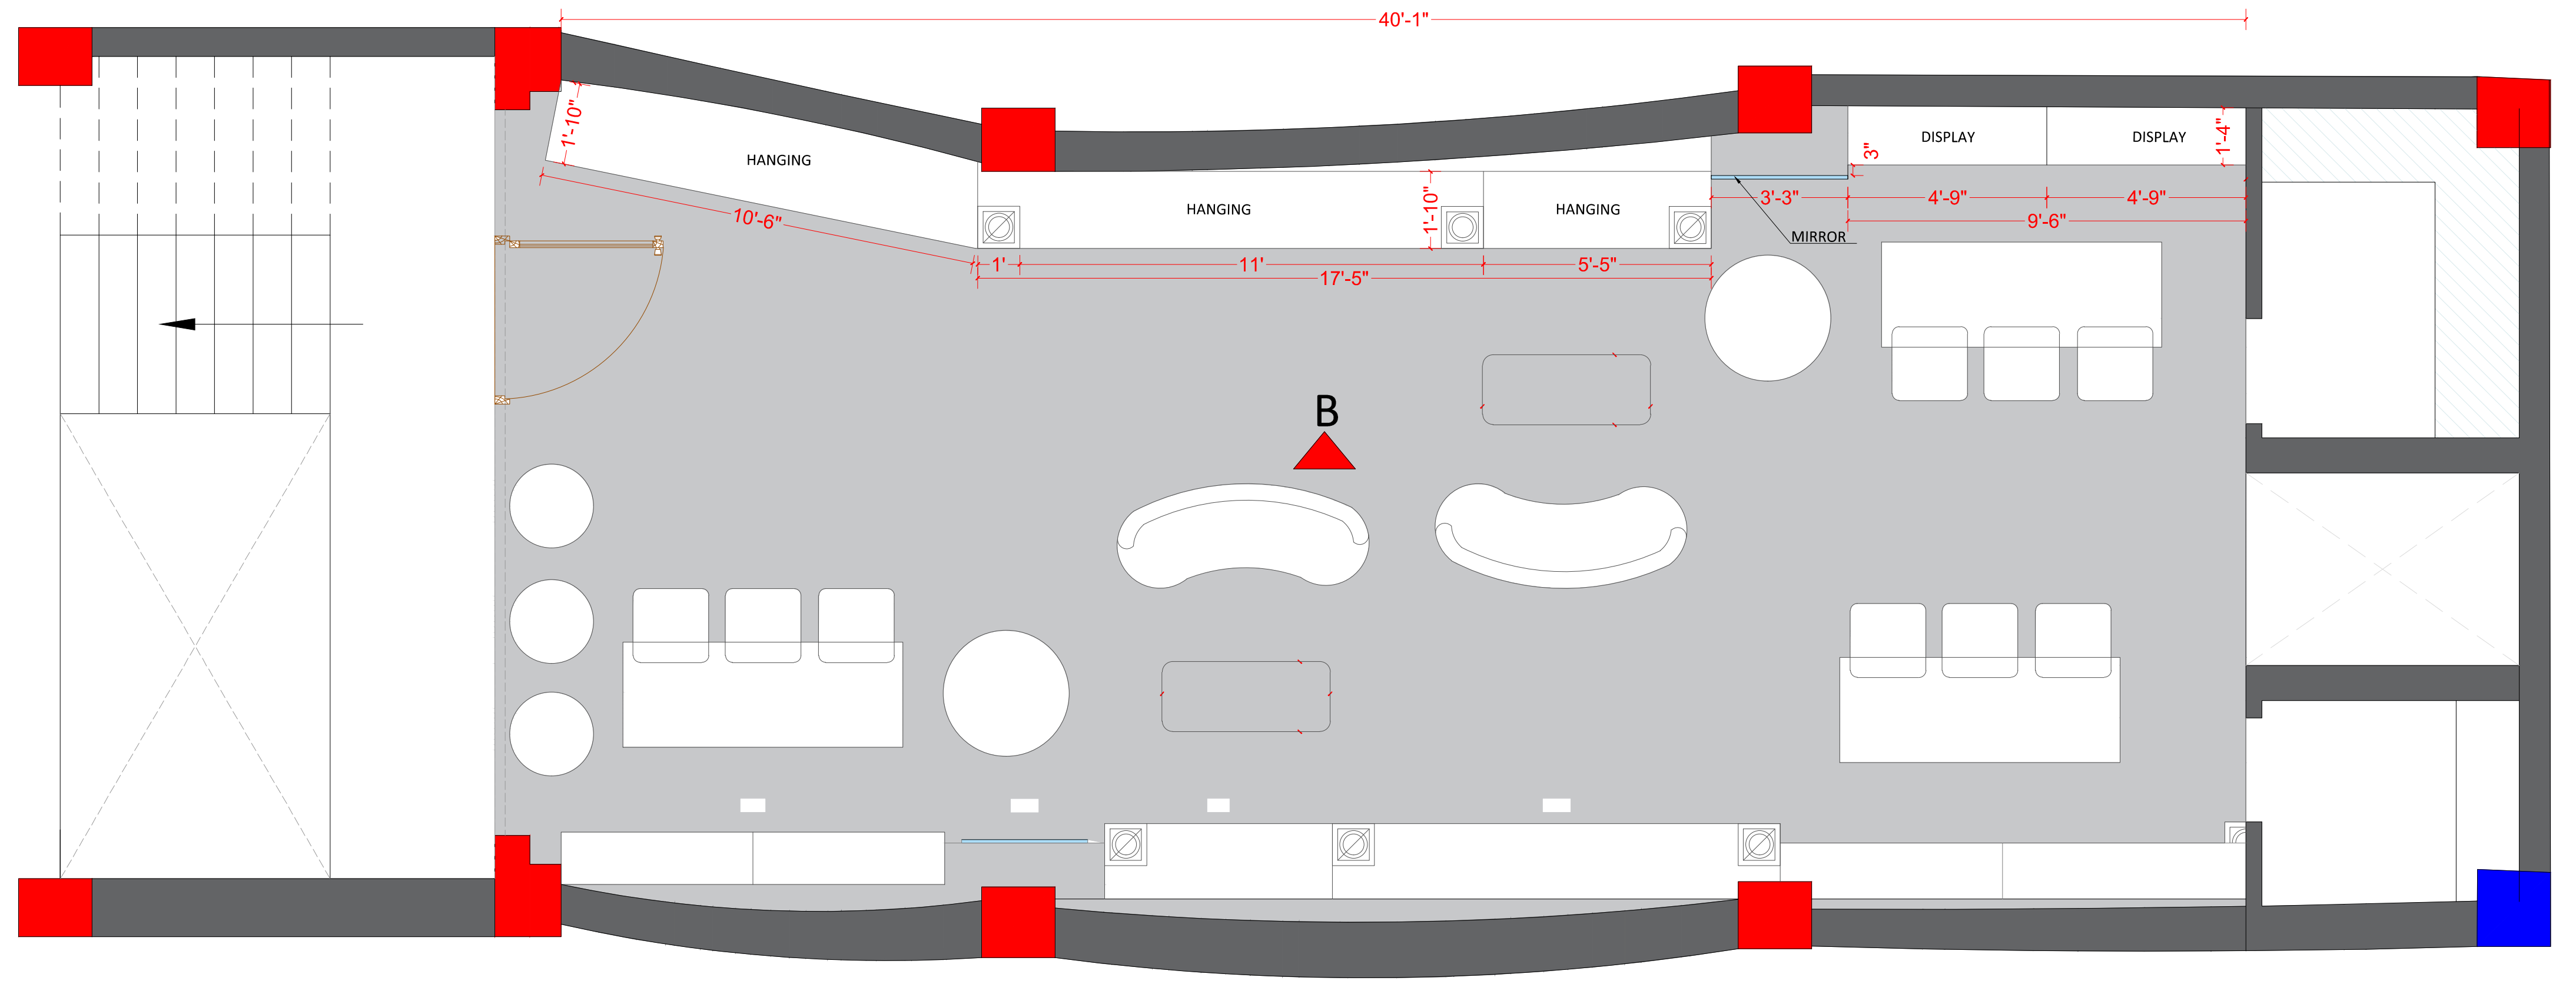 40'-1"
1'-10"
HANGING
10'-6"
HANGING
1'-10"
HANGING
1'
11'
5'-5"
17'-5"
DISPLAY
DISPLAY
1'-4"
3"
3'-3"
4'-9"
4'-9"
9'-6"
MIRROR
B